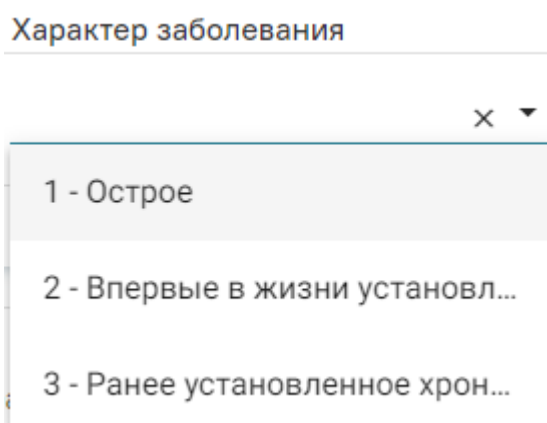 Характер заболевания
1 - Острое
2 - Впервые в жизни установл...
3 - Ранее установленное хрон...